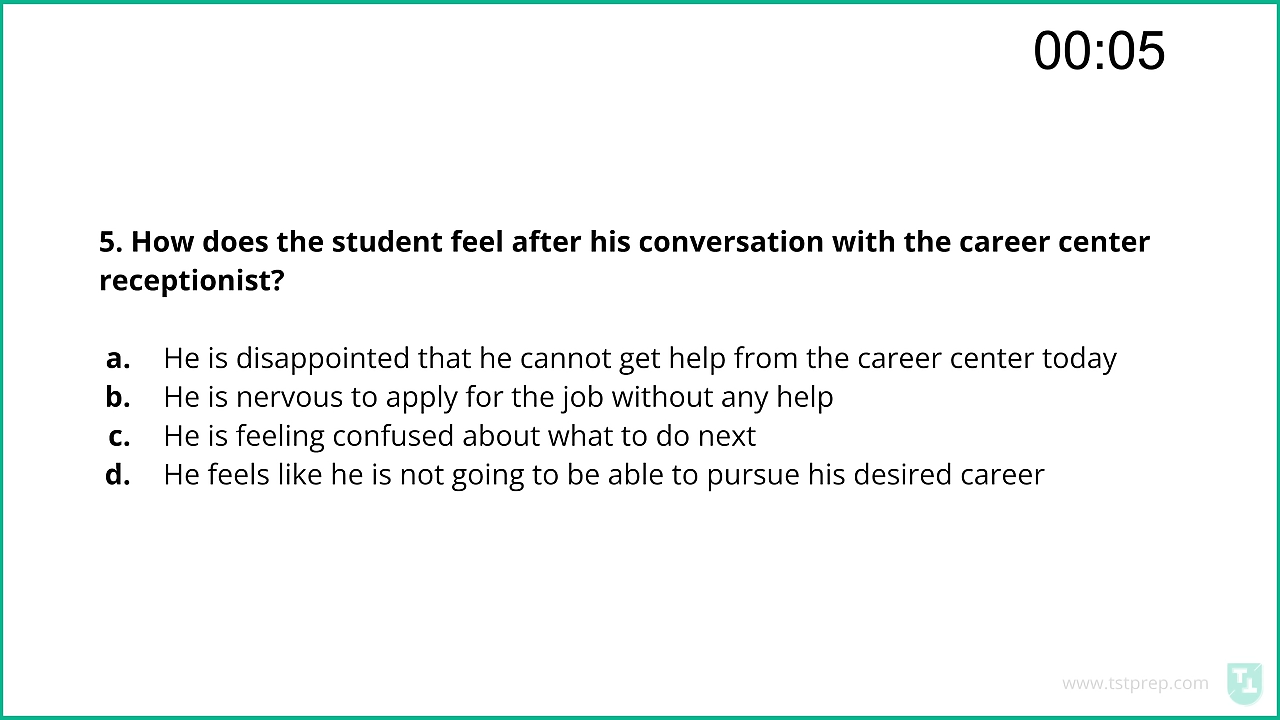 00:05
5. How does the student feel after his conversation with the career center
receptionist?
a. He is disappointed that he cannot get help from the career center today
b. He is nervous to apply for the job without any help
c. He is feeling confused about what to do next
d. He feels like he is not going to be able to pursue his desired career
www.tstprep.com